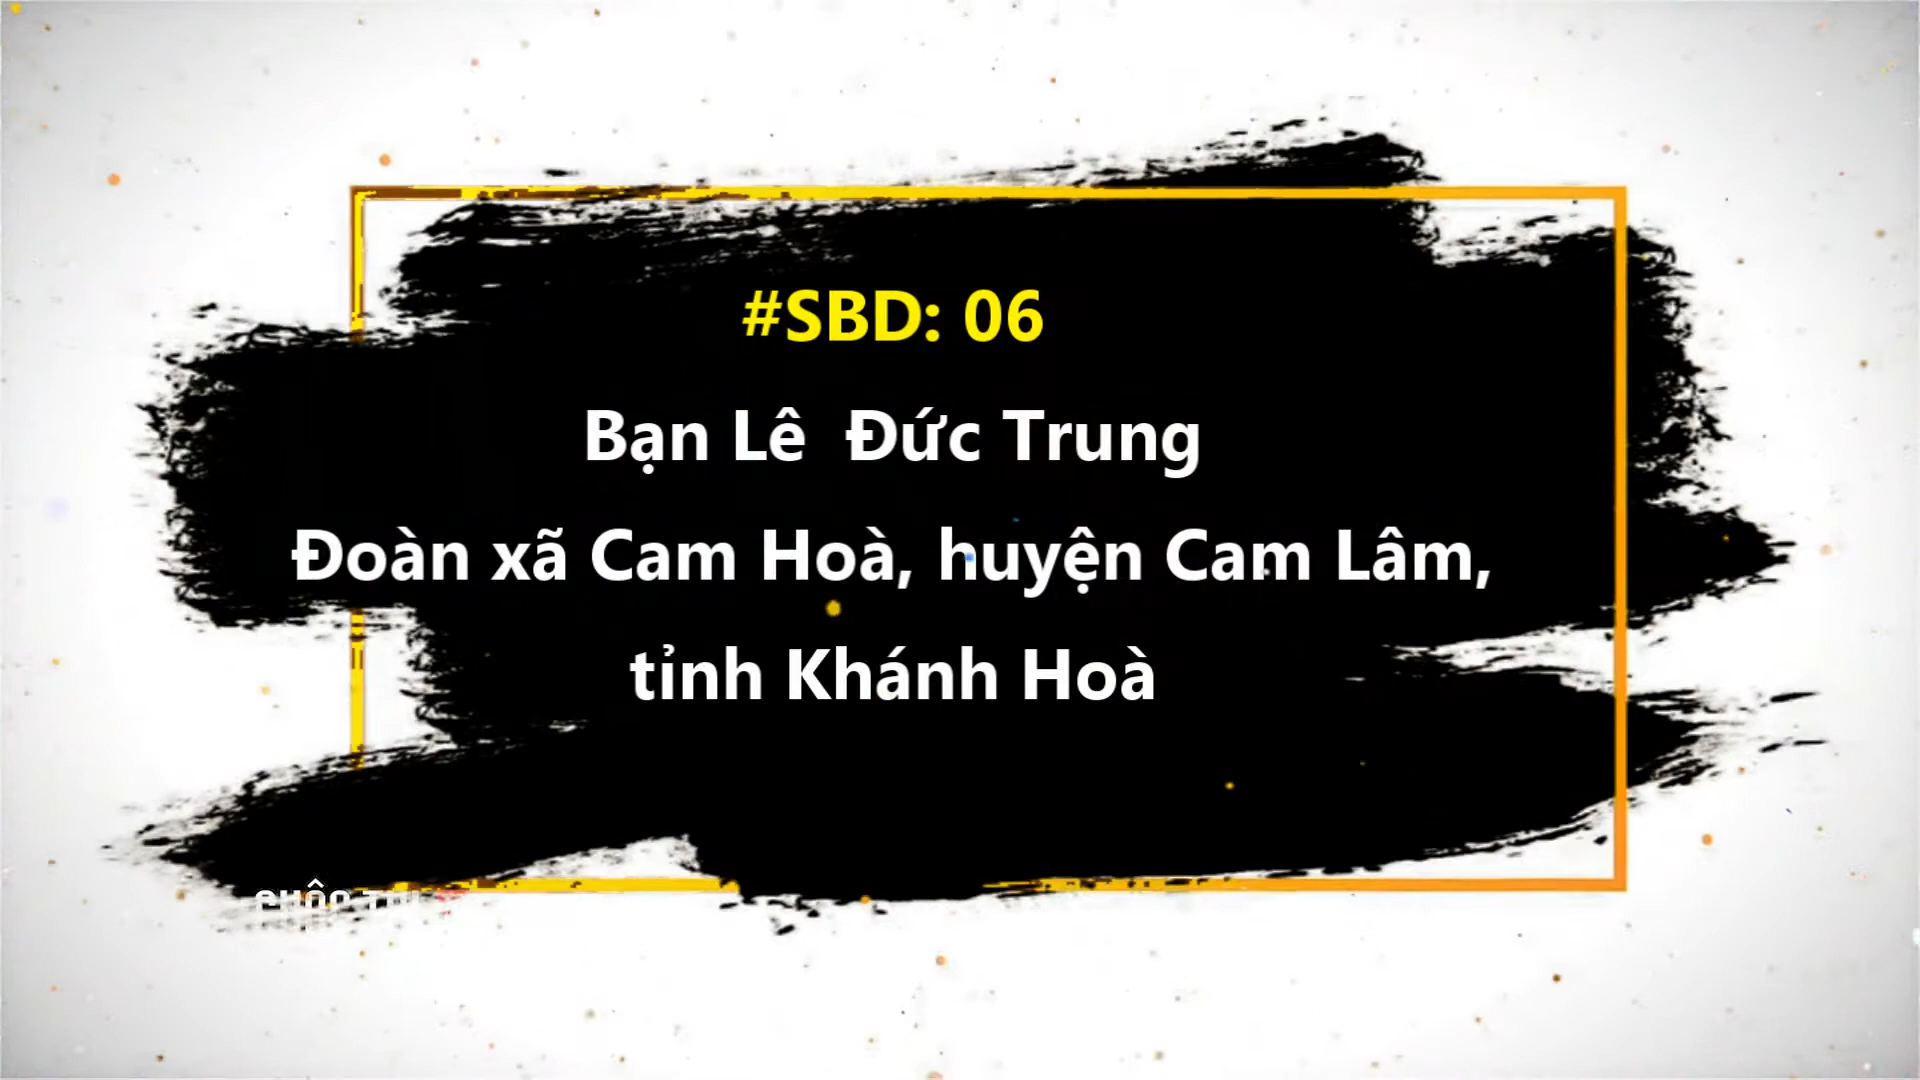 #SBD: 06
Bạn Lê  Đức Trung
Đoàn xã Cam Hoà, huyện Cam Lâm,
tỉnh Khánh Hoà